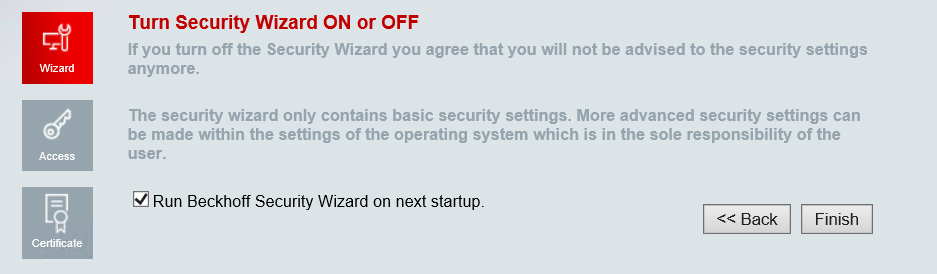 Turn Security Wizard ON or OFF
If you turn off the Security Wizard you agree that you will not be advised to the security settings
anymore.
Wizard
The security wizard only contains basic security settings. More advanced security settings can
be made within the settings of the operating system which is in the sole responsibility of the
user.
Access
Run Beckhoff Security Wizard on next startup.
<< Back
Finish
Certificate